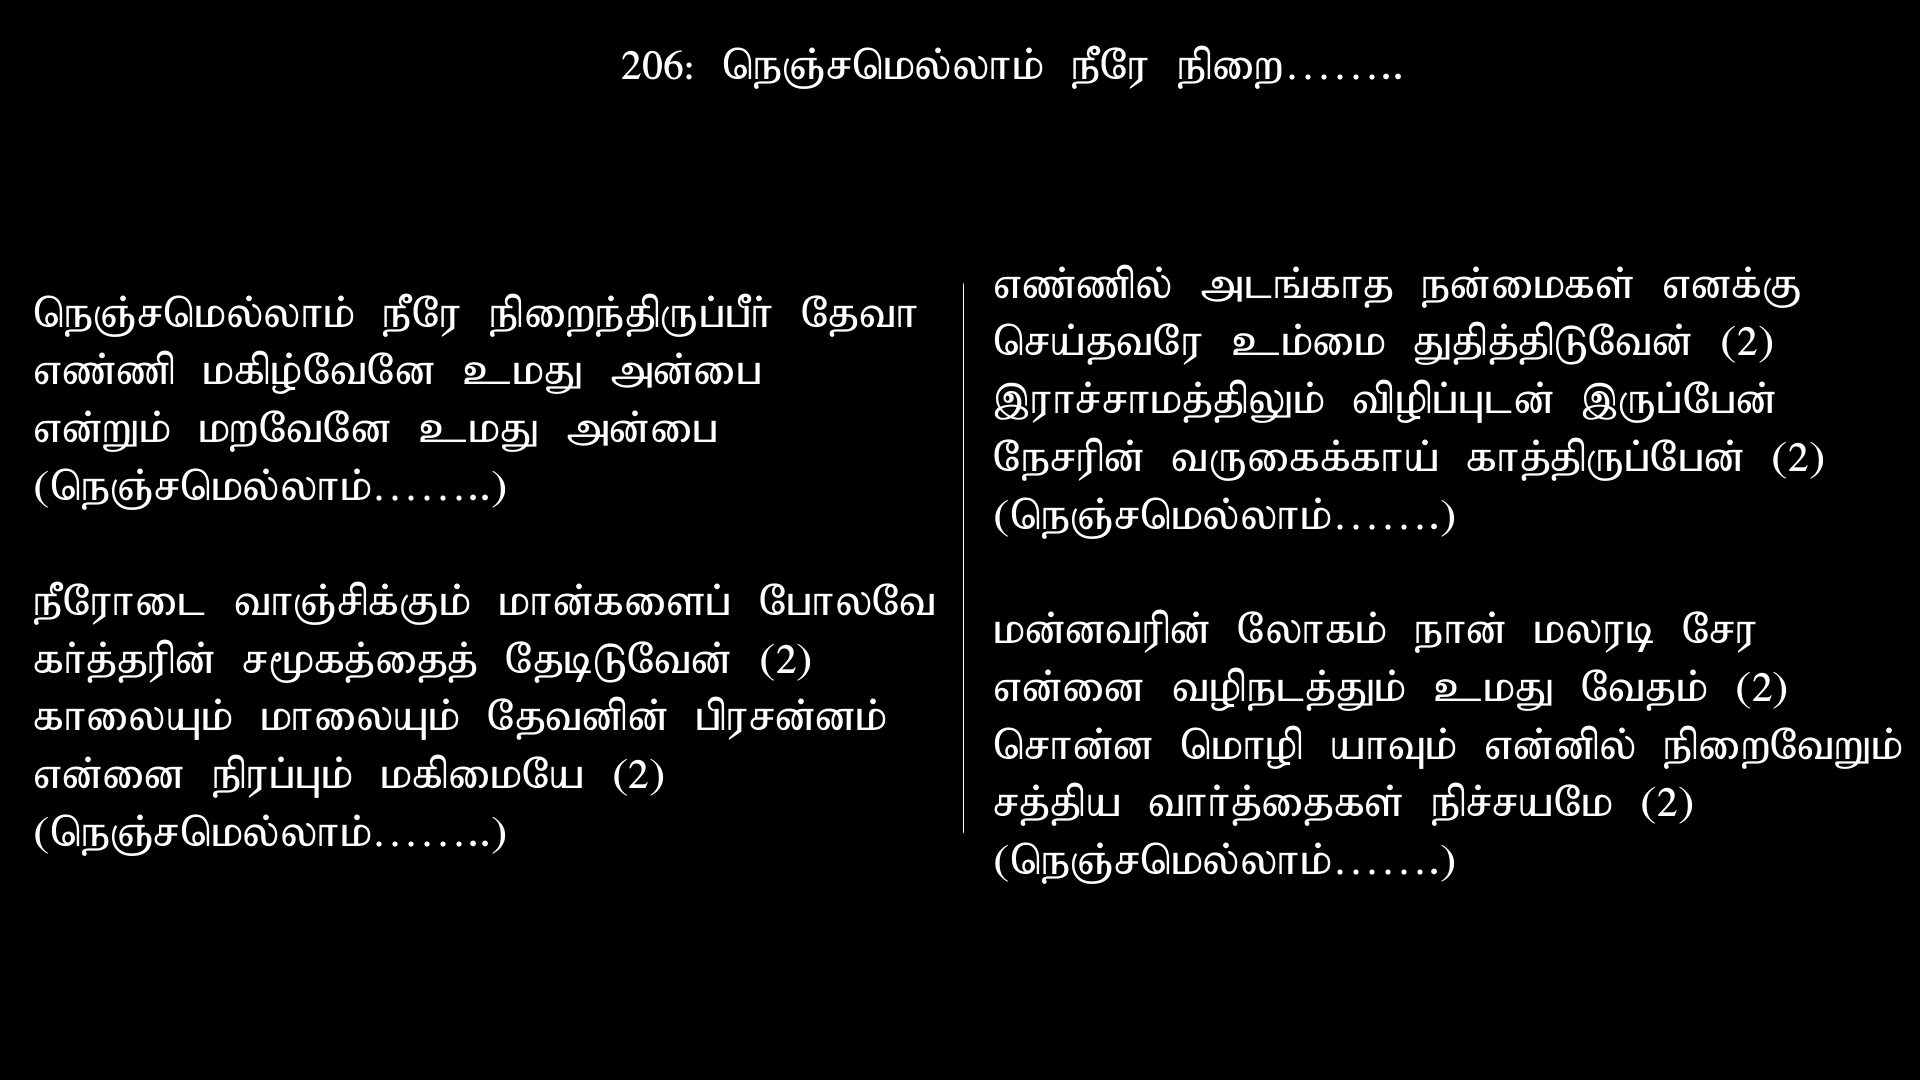 206: நெஞ்சமெல்லாம் நீரே நிறை........
நெஞ்சமெல்லாம் நீரே நிறைந்திருப்பீர் தேவா
எண்ணி மகிழ்வேனே உமது அன்பை
என்றும் மறவேனே உமது அன்பை
(நெஞ்சமெல்லாம்........)
நீரோடை வாஞ்சிக்கும் மான்களைப் போலவே
கர்த்தரின் சமூகத்தைத் தேடிடுவேன் (2)
காலையும் மாலையும் தேவனின் பிரசன்னம்
என்னை நிரப்பும் மகிமையே (2)
(நெஞ்சமெல்லாம்........)
எண்ணில் அடங்காத நன்மைகள் எனக்கு
செய்தவரே உம்மை துதித்திடுவேன் (2)
இராச்சாமத்திலும் விழிப்புடன் இருப்பேன்
நேசரின் வருகைக்காய் காத்திருப்பேன் (2)
(நெஞ்சமெல்லாம்.......)
மன்னவரின் லோகம் நான் மலரடி சேர
என்னை வழிநடத்தும் உமது வேதம் (2)
சொன்ன மொழி யாவும் என்னில் நிறைவேறும்
சத்திய வார்த்தைகள் நிச்சயமே (2)
(நெஞ்சமெல்லாம்.......)